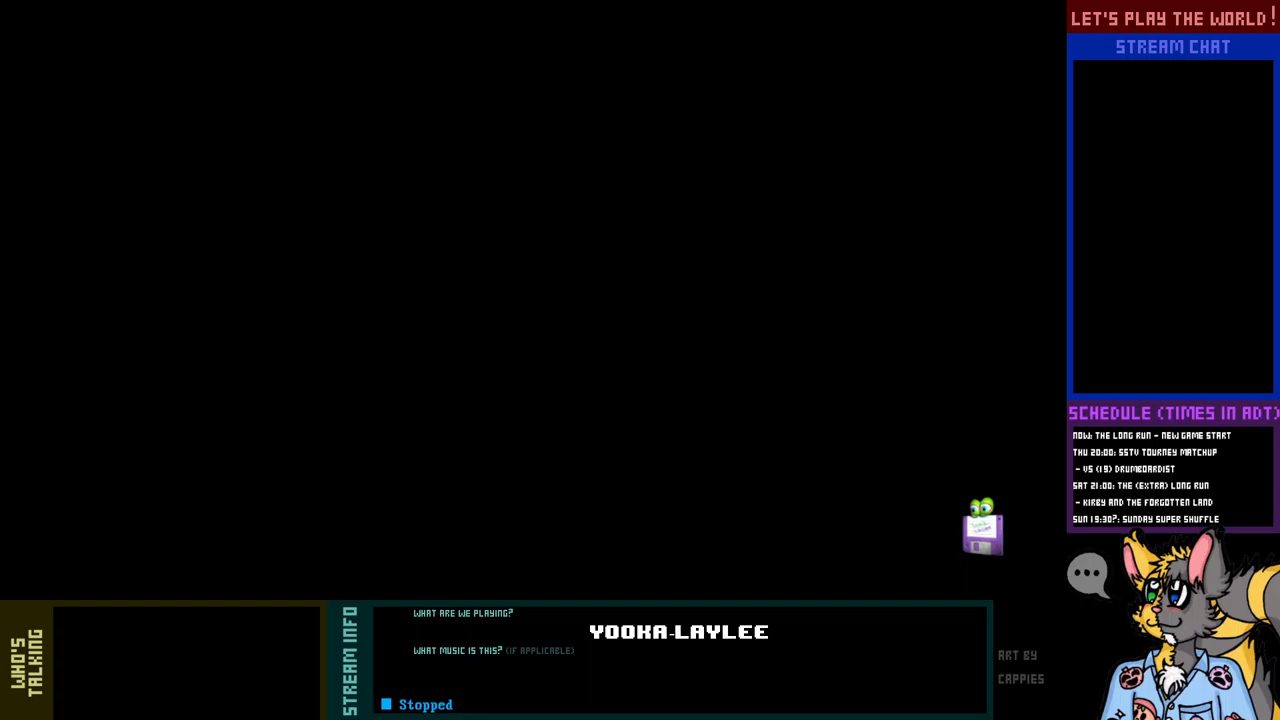 LET'S PLAY THE WORLD!
STREAM CHAT
SCHEDULE (TIMES IN ADT)
NOW: THE LONG RUN - NEW GAME START
THU 20:00: SSTV TOURNEY MATCHUP
- VS (19) DRUMBOARDIST
SAT 21:00: THE (EXTRA) LONG RUN
- KIRBY AND THE FORGOTTEN LAND
SUN 19:30?: SUNDAY SUPER SHUFFLE
WHO'S TALKING
STREAM INFO
WHAT ARE WE PLAYING?
YOOKA-LAYLEE
WHAT MUSIC IS THIS? (IF APPLICABLE)
Stopped
ART BY
CAPPIES